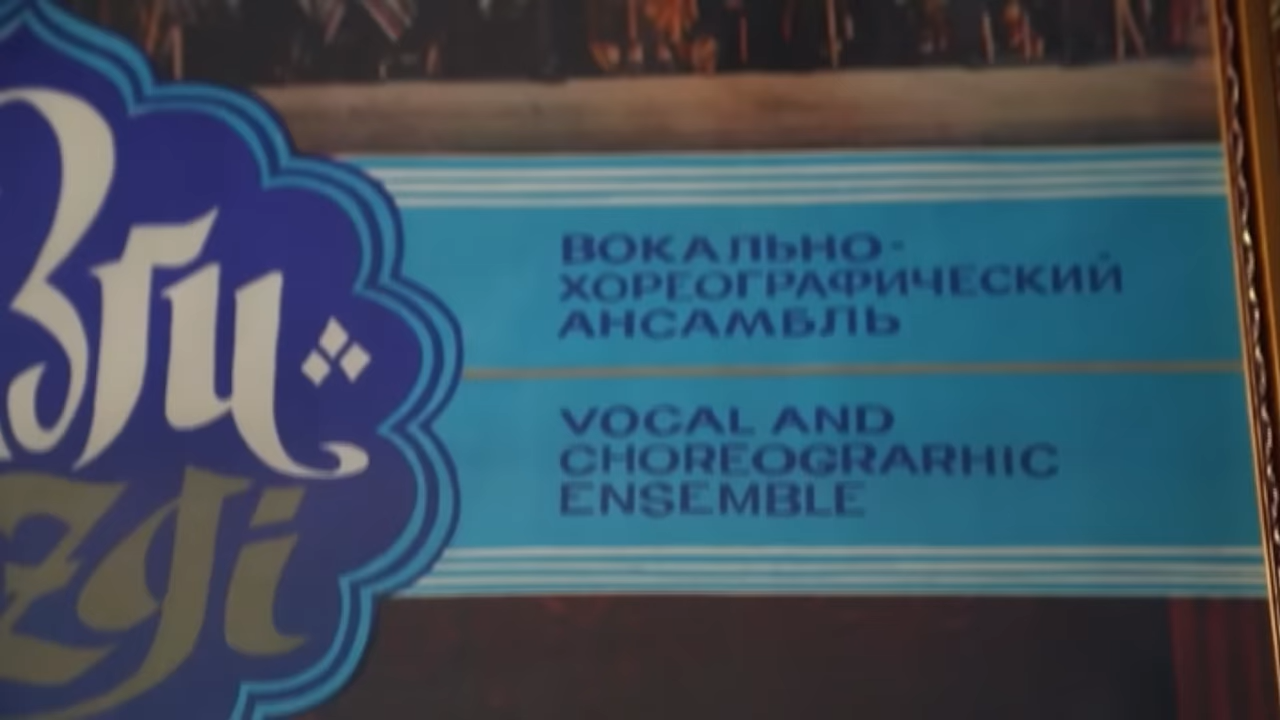 ВОКАЛЬНО-
ХОРЕОГРАФИЧЕСКИЙ
АНСАМБЛЬ
VOCAL AND
CHOREOGRARHIC
ENSEMBLE